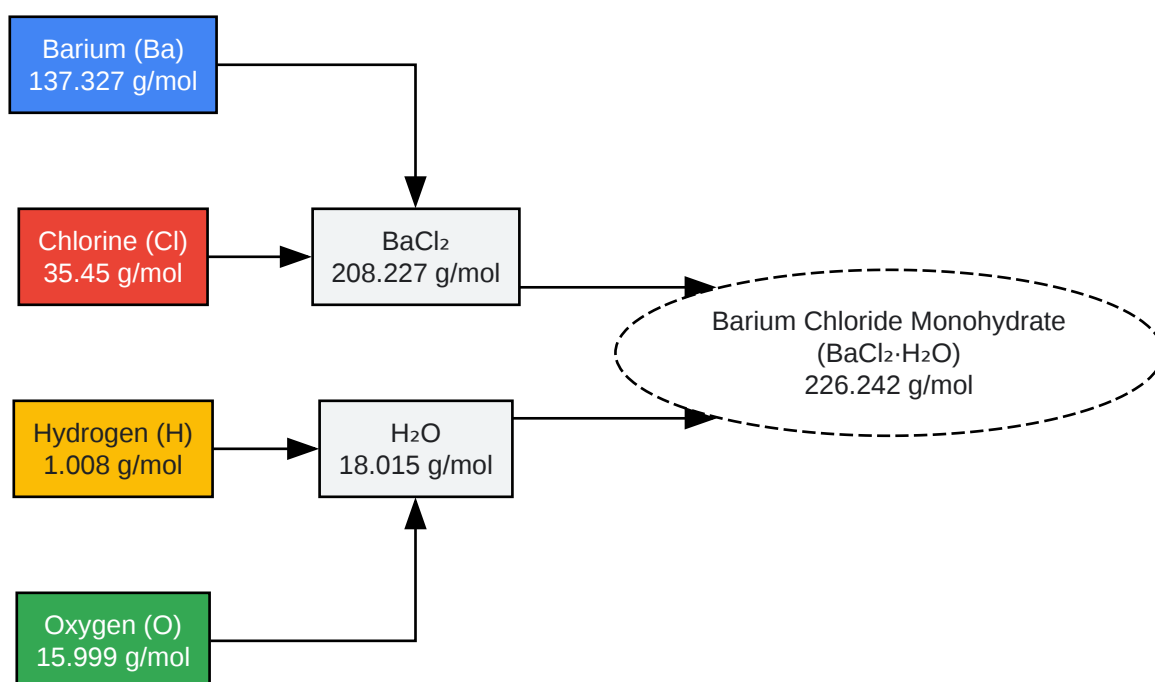 Barium (Ba)
137.327 g/mol
Chlorine (Cl)
35.45 g/mol
BaCl₂
208.227 g/mol
Barium Chloride Monohydrate
(BaCl₂·H₂O)
226.242 g/mol
Hydrogen (H)
1.008 g/mol
H₂O
18.015 g/mol
Oxygen (O)
15.999 g/mol